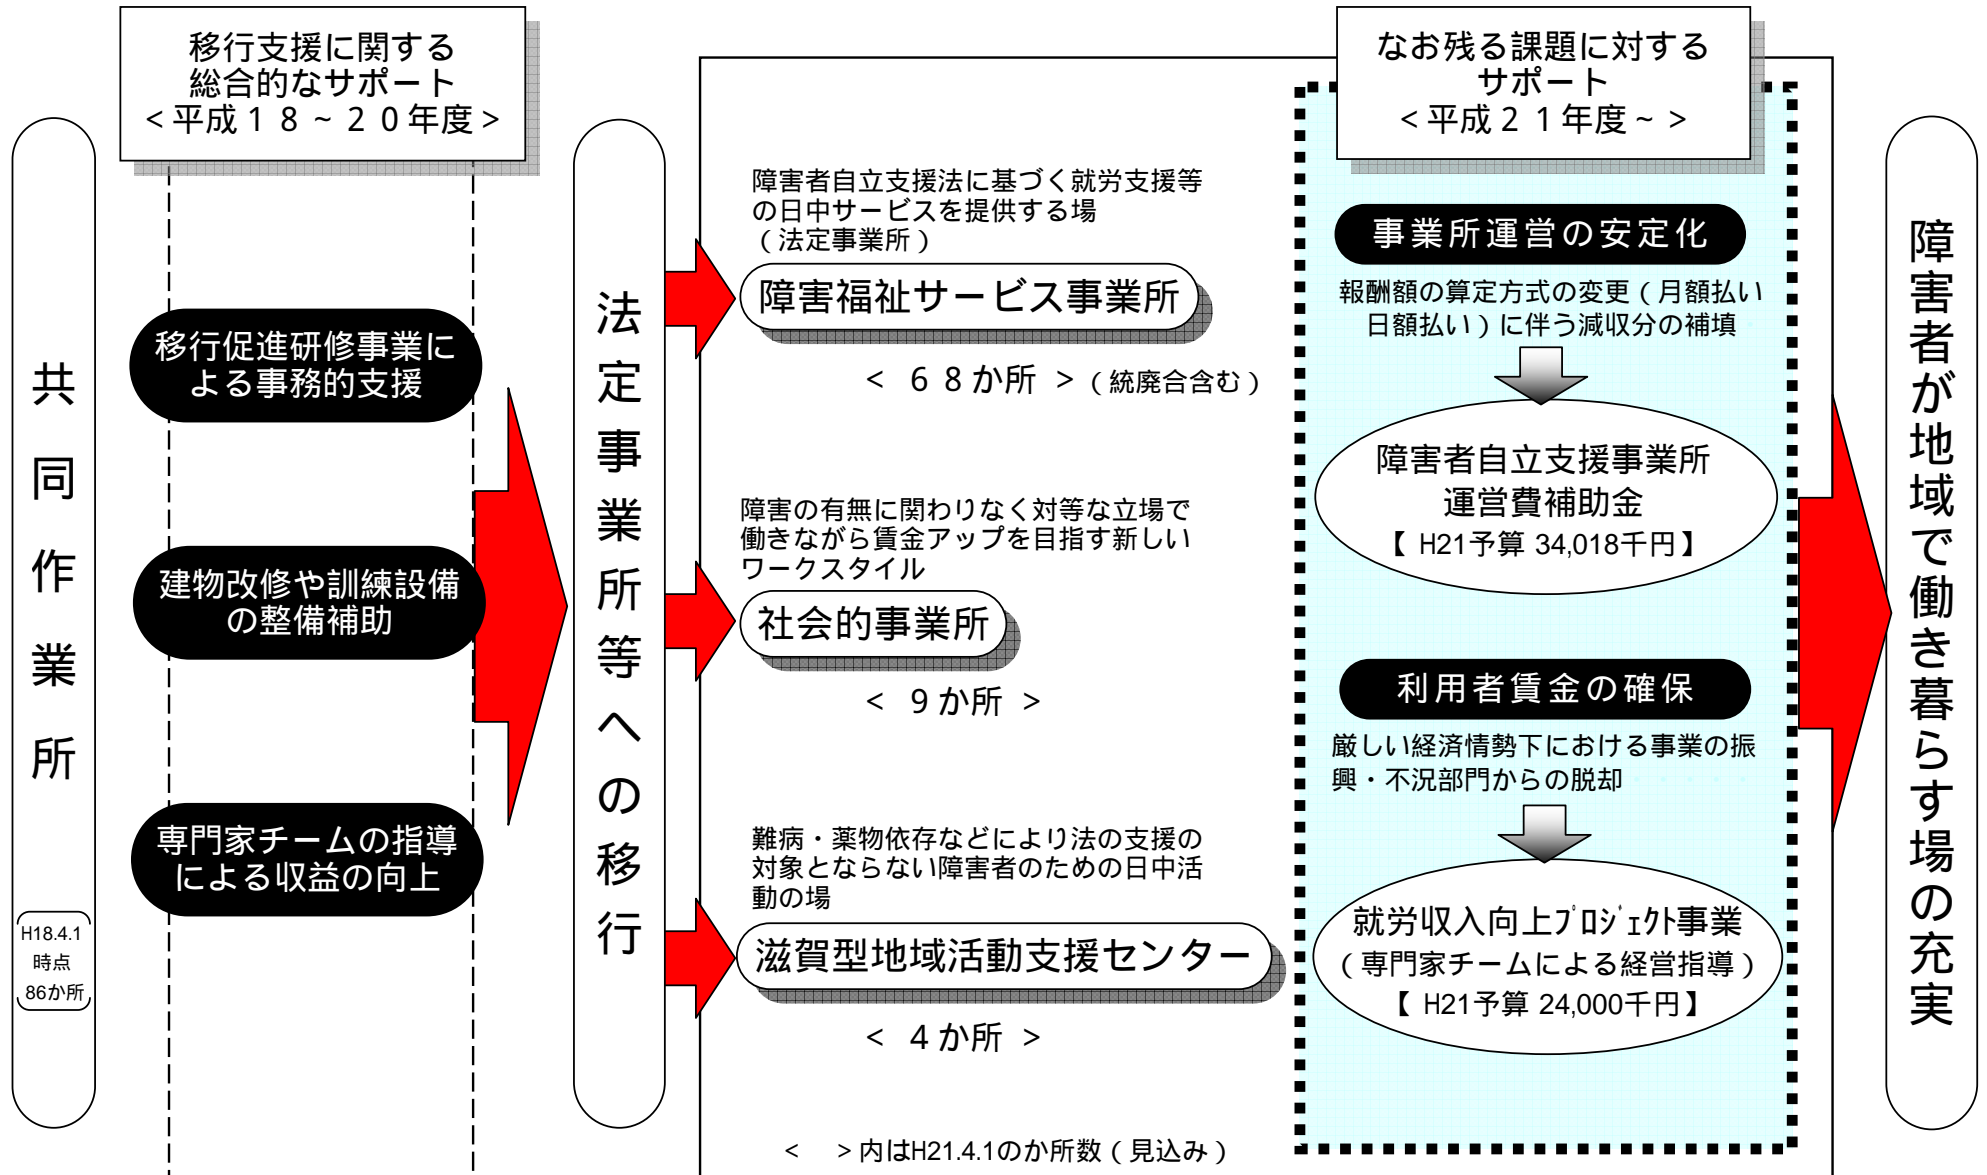 移行支援に関する
総合的なサポート
<平成１８～２０年度>
なお残る課題に対する
サポート
<平成２１年度～>
共同作業所
H18.4.1
時点
86か所
移行促進研修事業に
よる事務的支援
建物改修や訓練設備
の整備補助
専門家チームの指導
による収益の向上
法定事業所等への移行
障害者自立支援法に基づく就労支援等
の日中サービスを提供する場
（法定事業所）
障害福祉サービス事業所
< ６８か所 >（統廃合含む）
障害の有無に関わりなく対等な立場で
働きながら賃金アップを目指す新しい
ワークスタイル
社会的事業所
< ９か所 >
難病・薬物依存などにより法の支援の
対象とならない障害者のための日中活
動の場
滋賀型地域活動支援センター
< ４か所 >
< >内はH21.4.1のか所数（見込み）
事業所運営の安定化
報酬額の算定方式の変更（月額払い
日額払い）に伴う減収分の補填
障害者自立支援事業所
運営費補助金
【 H21予算 34,018千円】
利用者賃金の確保
厳しい経済情勢下における事業の振
興・不況部門からの脱却
就労収入向上ﾌﾟﾛｼﾞｪｸﾄ事業
（専門家チームによる経営指導）
【 H21予算 24,000千円】
障害者が地域で働き暮らす場の充実